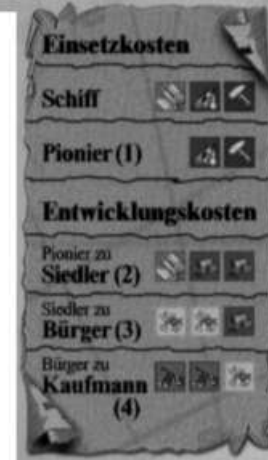 Einsetzkosten
Schiff
Pionier (1)
Entwicklungskosten
Pionier zu
Siedler (2)
Siedler zu
Bürger (3)
Bürger zu
Kaufmann
(4)